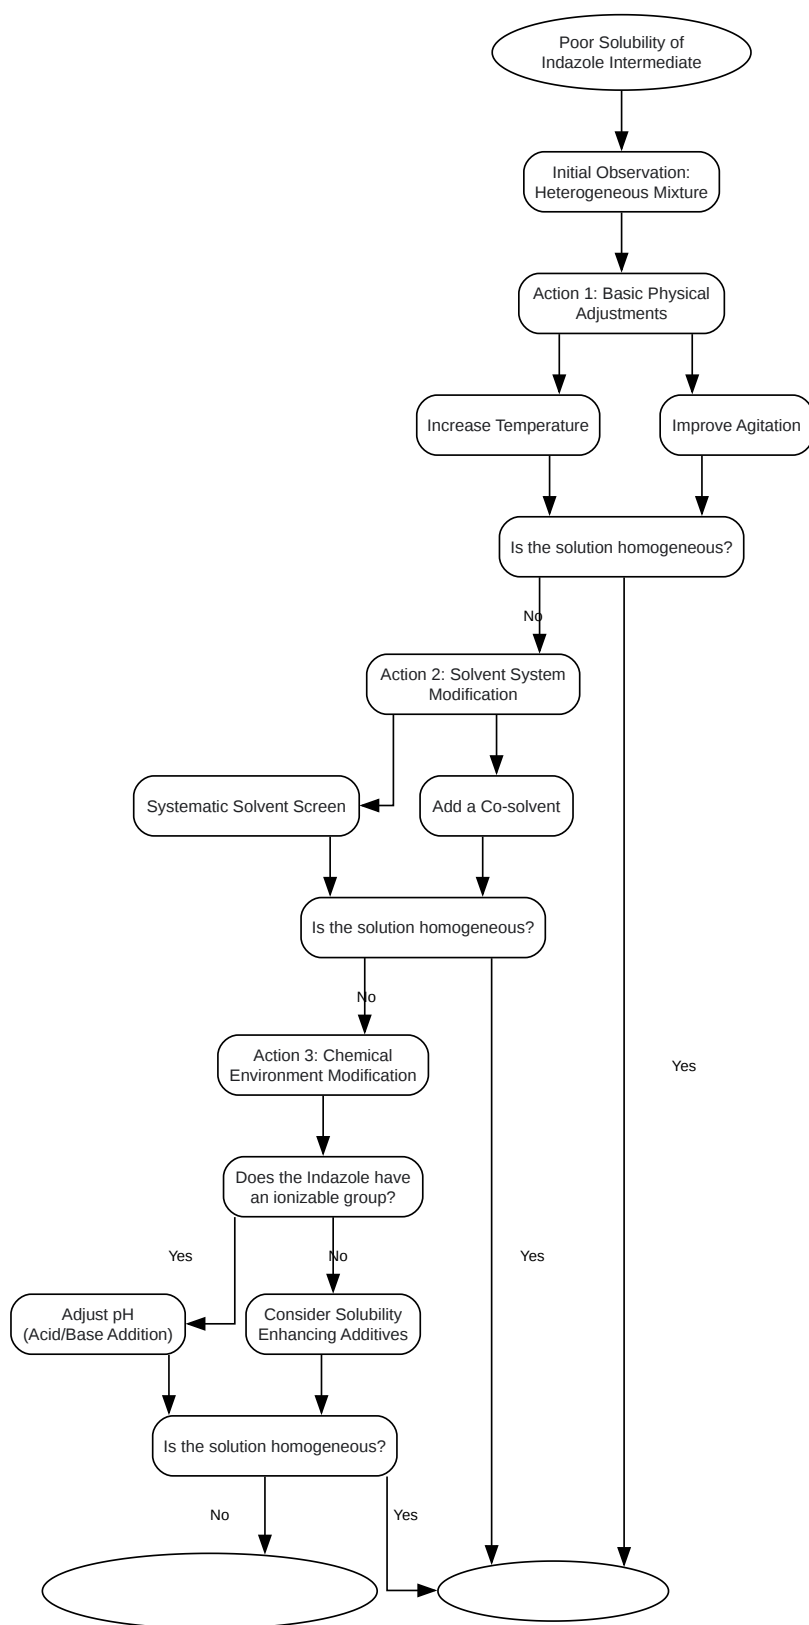 Poor Solubility of
Indazole Intermediate
Initial Observation:
Heterogeneous Mixture
Action 1: Basic Physical
Adjustments
Increase Temperature
Improve Agitation
Is the solution homogeneous?
No
Action 2: Solvent System
Modification
Systematic Solvent Screen
Add a Co-solvent
Is the solution homogeneous?
No
Action 3: Chemical
Environment Modification
Yes
Does the Indazole have
an ionizable group?
Yes
No
Yes
Adjust pH
(Acid/Base Addition)
Consider Solubility
Enhancing Additives
Is the solution homogeneous?
No
Yes